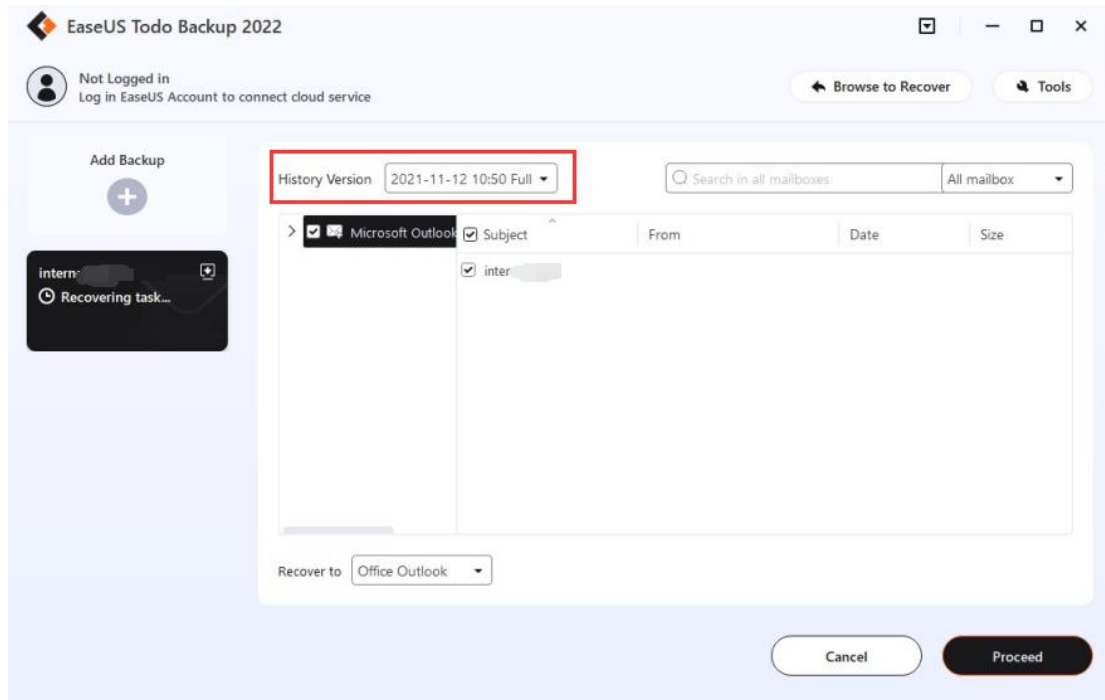 EaseUS Todo Backup 2022
Not Logged in
Log in EaseUS Account to connect cloud service
Browse to Recover
Tools
Add Backup
Recovering task...
History Version 2021-11-12 10:50 Full
Search in all mailboxes
All mailbox
Microsoft Outlook
Subject From Date Size
Recover to Office Outlook
Cancel
Proceed